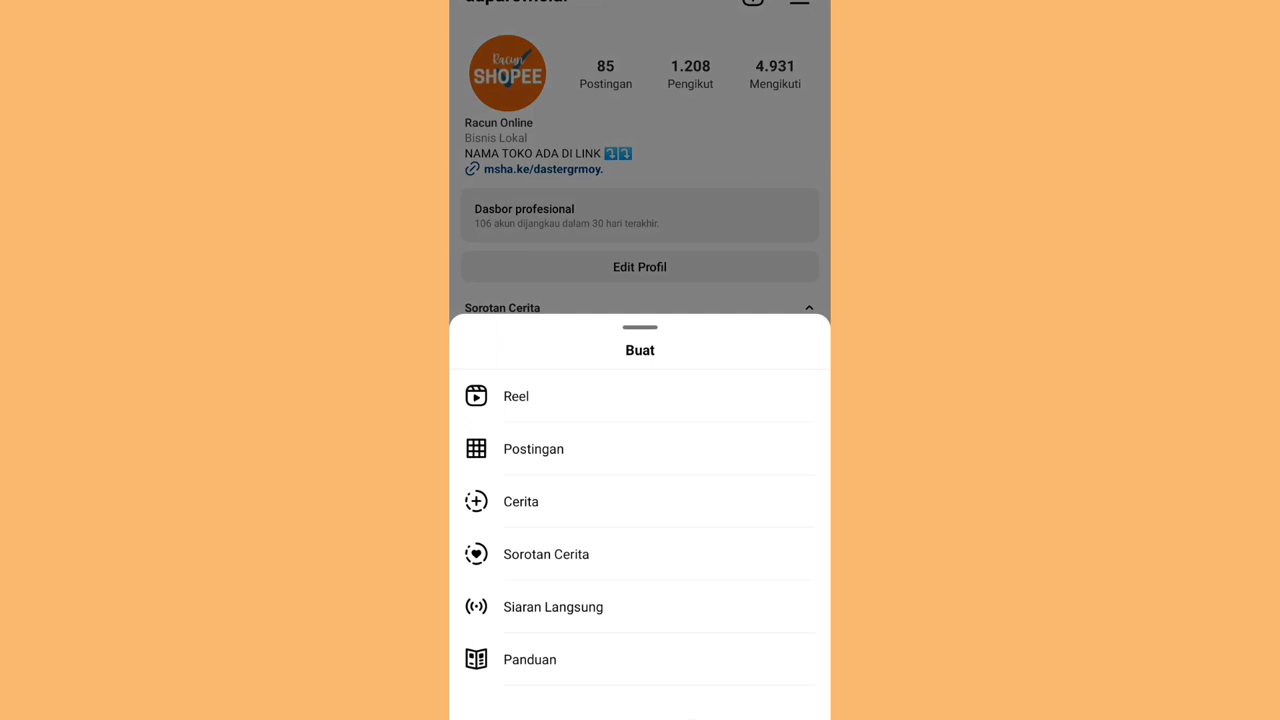 Racun
SHOPEE
85
Postingan
1.208
Pengikut
4.931
Mengikuti
Racun Online
Bisnis Lokal
NAMA TOKO ADA DI LINK ⤵️⤵️
msha.ke/dastergrmoy.
Dasbor profesional
106 akun dijangkau dalam 30 hari terakhir.
Edit Profil
Sorotan Cerita
Buat
Reel
Postingan
Cerita
Sorotan Cerita
Siaran Langsung
Panduan